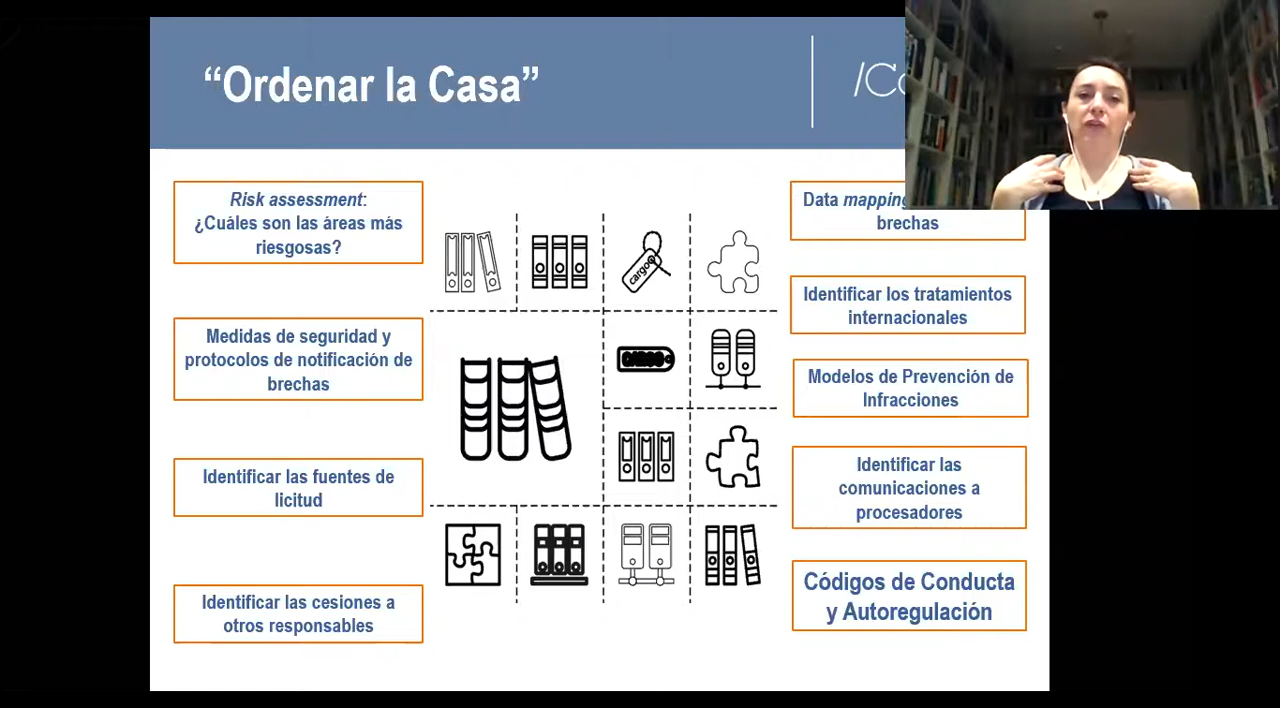 “Ordenar la Casa”
Risk assessment:
¿Cuáles son las áreas más
riesgosas?
Medidas de seguridad y
protocolos de notificación de
brechas
Identificar las fuentes de
licitud
Identificar las cesiones a
otros responsables
cargo
Data mapping
brechas
Identificar los tratamientos
internacionales
Modelos de Prevención de
Infracciones
Identificar las
comunicaciones a
procesadores
Códigos de Conducta
y Autoregulación